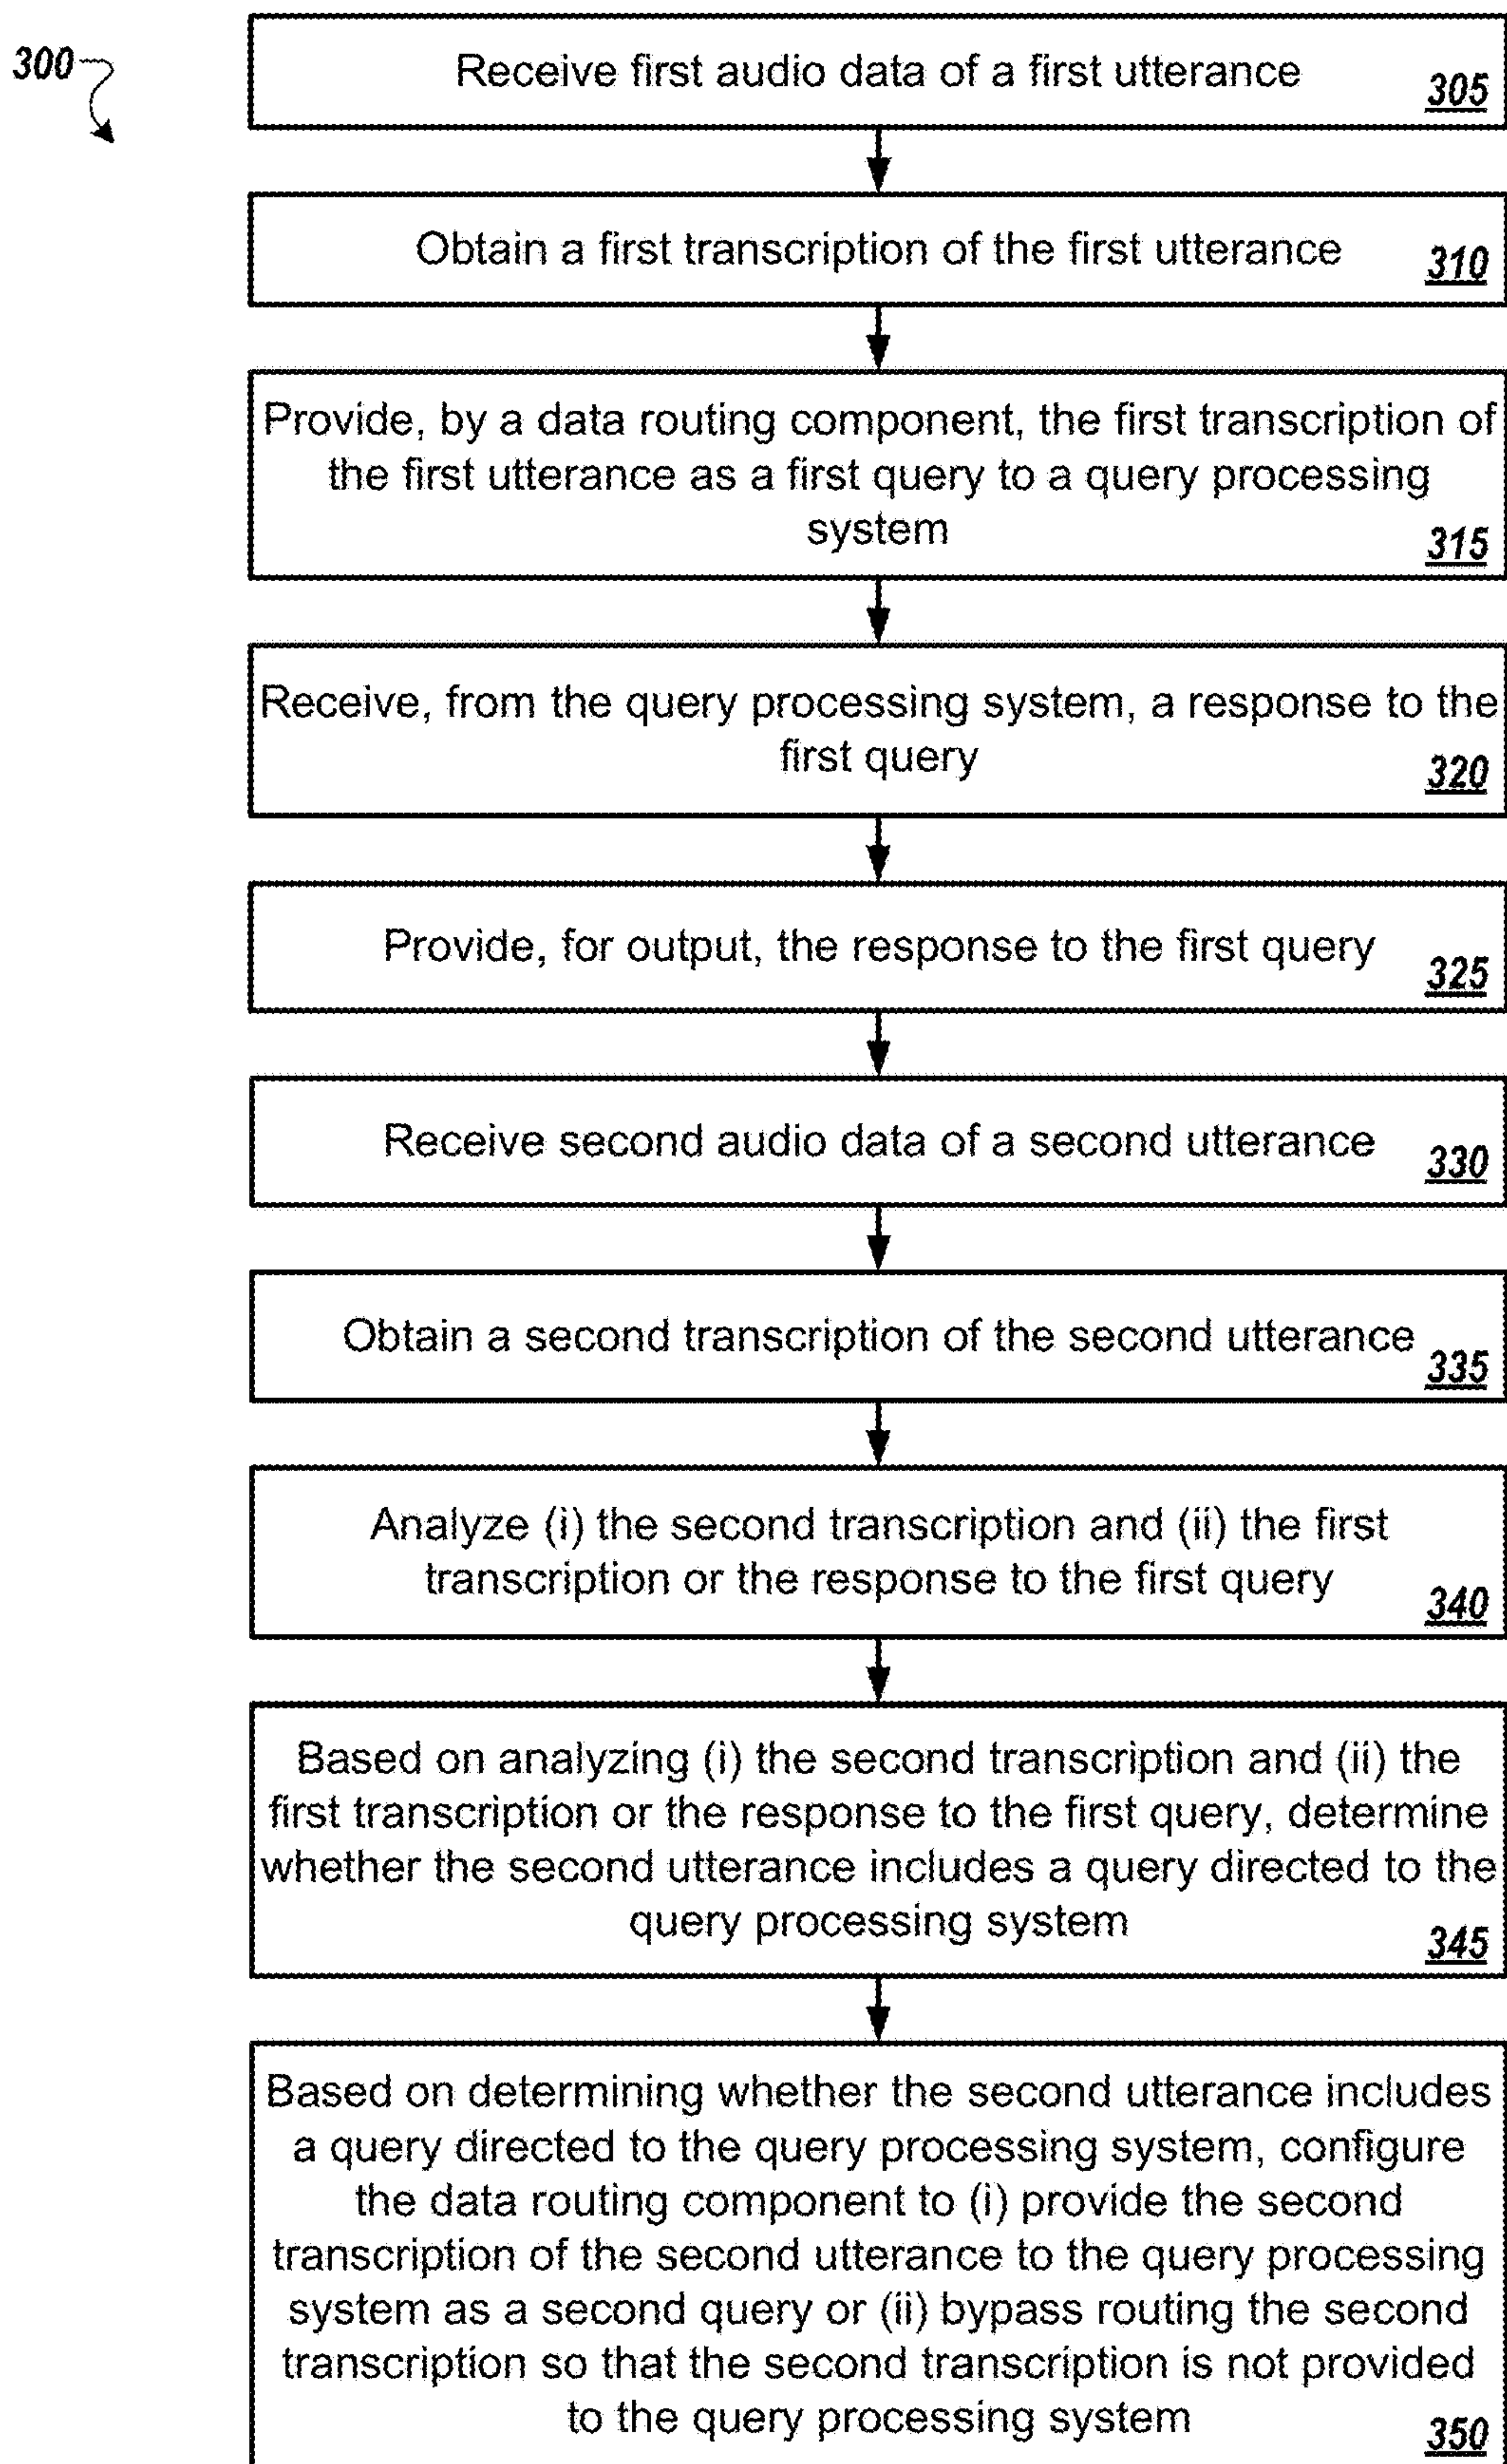 300
Receive first audio data of a first utterance
305
Obtain a first transcription of the first utterance
310
Provide, by a data routing component, the first transcription of
the first utterance as a first query to a query processing
system
315
Receive, from the query processing system, a response to the
first query
320
Provide, for output, the response to the first query
325
Receive second audio data of a second utterance
330
Obtain a second transcription of the second utterance
335
Analyze (i) the second transcription and (ii) the first
transcription or the response to the first query
340
Based on analyzing (i) the second transcription and (ii) the
first transcription or the response to the first query, determine
whether the second utterance includes a query directed to the
query processing system
345
Based on determining whether the second utterance includes
a query directed to the query processing system, configure
the data routing component to (i) provide the second
transcription of the second utterance to the query processing
system as a second query or (ii) bypass routing the second
transcription so that the second transcription is not provided
to the query processing system
350